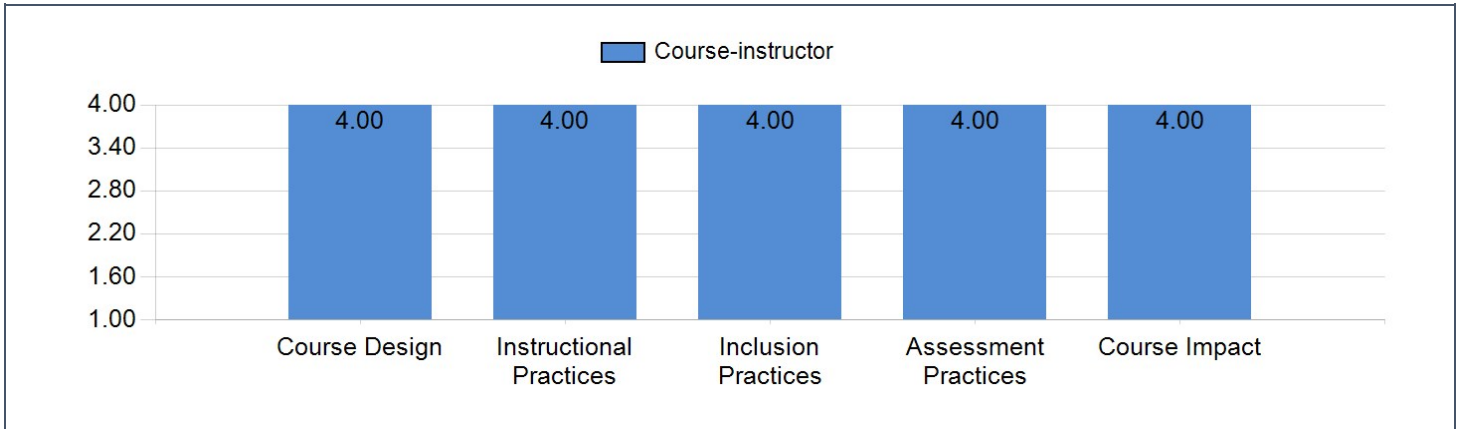 Course-instructor
4.00
3.40
2.80
2.20
1.60
1.00
4.00
4.00
4.00
4.00
4.00
Course Design
Instructional
Practices
Inclusion
Practices
Assessment
Practices
Course Impact